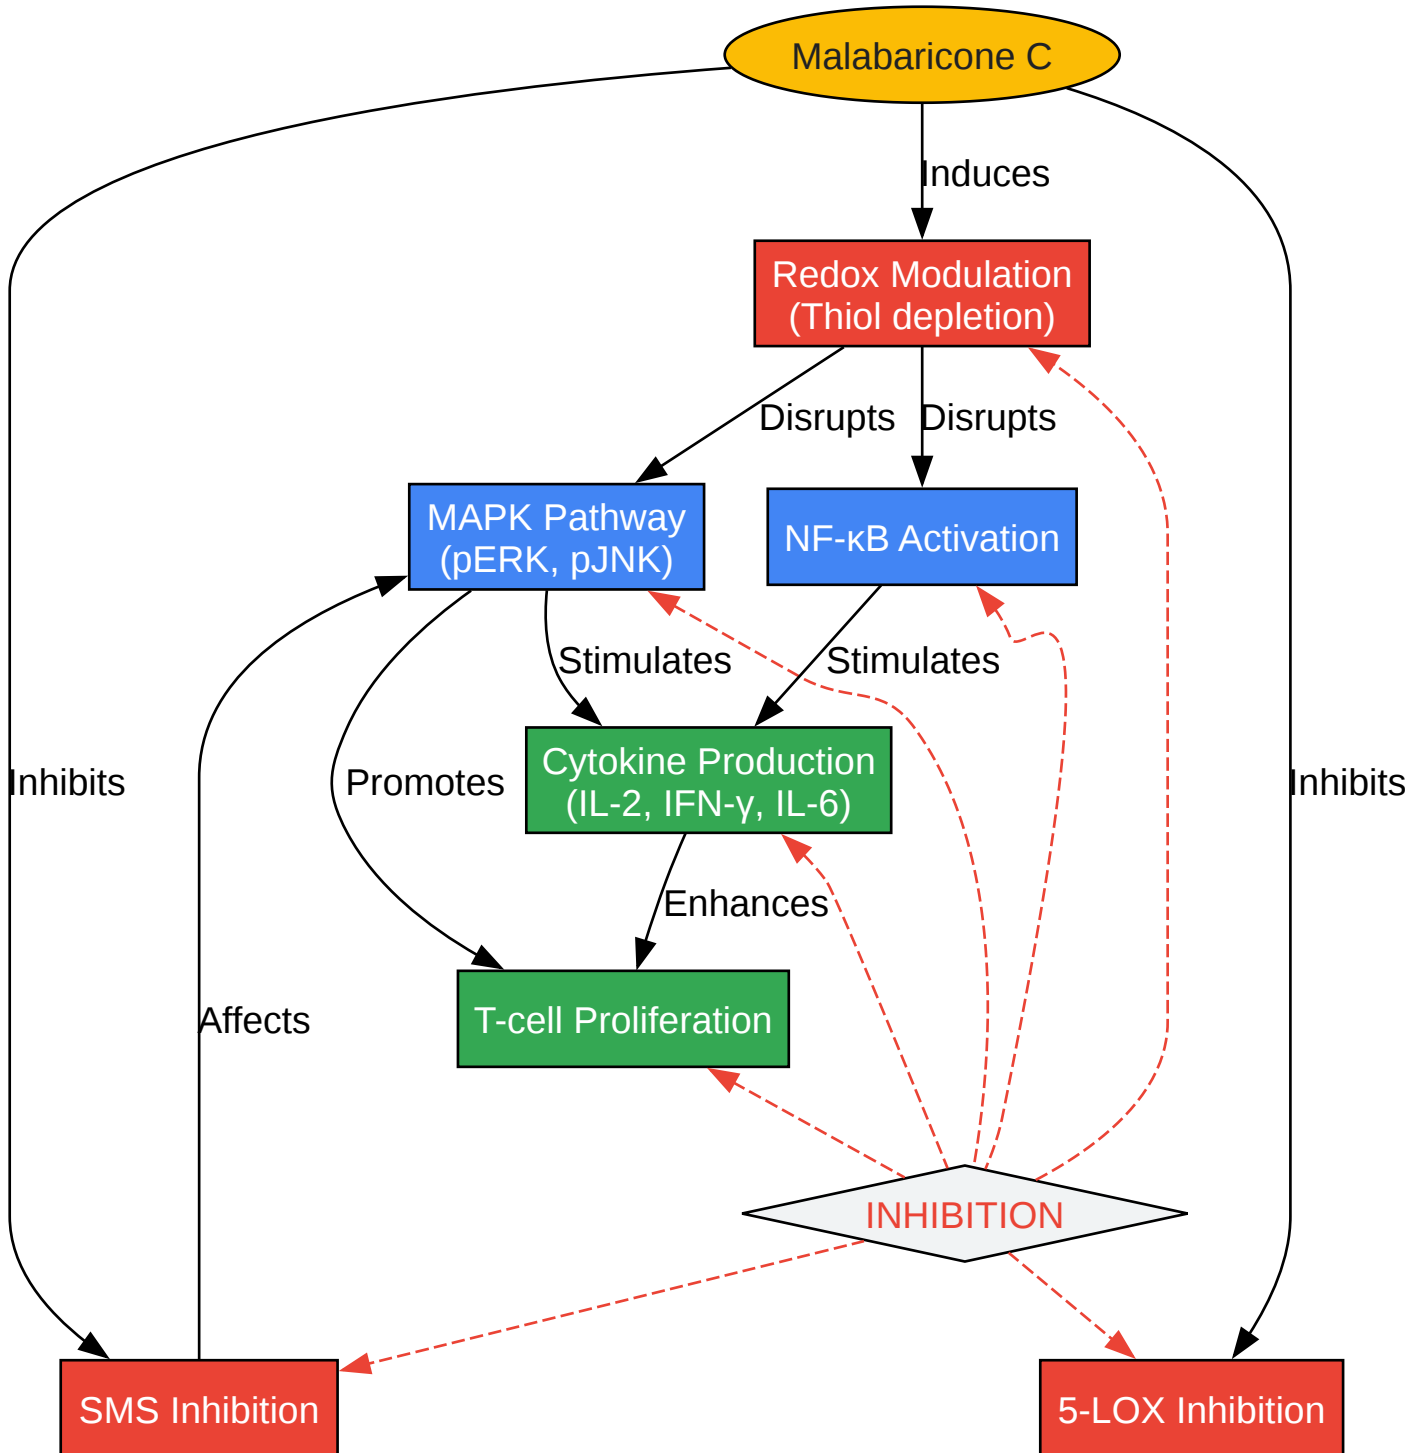 Malabaricone C
Induces
Redox Modulation
(Thiol depletion)
Disrupts
Disrupts
MAPK Pathway
(pERK, pJNK)
NF-κB Activation
Stimulates
Stimulates
Cytokine Production
(IL-2, IFN-γ, IL-6)
Inhibits
Promotes
Inhibits
Enhances
T-cell Proliferation
Affects
INHIBITION
SMS Inhibition
5-LOX Inhibition